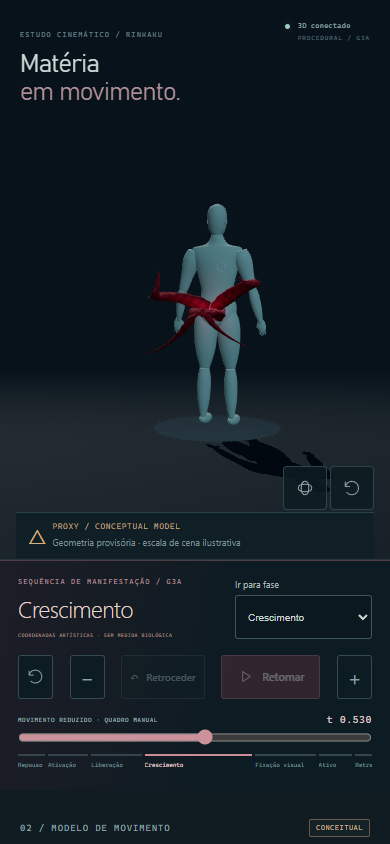 3D conectado
ESTUDO CINEMÁTICO / RINKAKU
PROCEDURAL / G3A
Matéria
em movimento.
PROXY / CONCEPTUAL MODEL
Geometria provisória · escala de cena ilustrativa
SEQUÊNCIA DE MANIFESTAÇÃO / G3A
Ir para fase
Crescimento
Crescimento
COORDENADAS ARTÍSTICAS · SEM MEDIDA BIOLÓGICA
− Retroceder Retomar +
MOVIMENTO REDUZIDO · QUADRO MANUAL t 0.530
Repouso Ativação Liberação Crescimento Fixação visual Ativo Retra
02 / MODELO DE MOVIMENTO CONCEITUAL